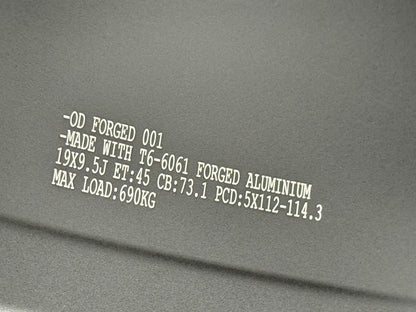 -OD FORGED 001
-MADE WITH T6-6061 FORGED ALUMINIUM
19X9.5J ET:45 CB:73.1 PCD:5X112-114.3
MAX LOAD:690KG